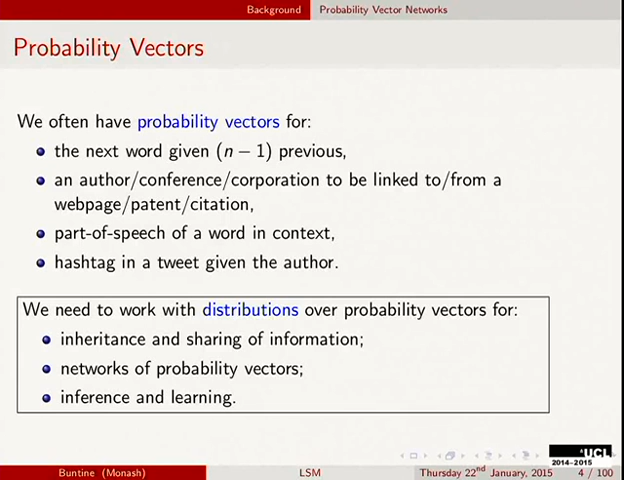 Background Probability Vector Networks
Probability Vectors
We often have probability vectors for:
the next word given (n − 1) previous,
an author/conference/corporation to be linked to/from a
webpage/patent/citation,
part-of-speech of a word in context,
hashtag in a tweet given the author.
We need to work with distributions over probability vectors for:
inheritance and sharing of information;
networks of probability vectors;
inference and learning.
UCL
2014-2015
Buntine (Monash) LSM Thursday 22nd January, 2015 4 / 100